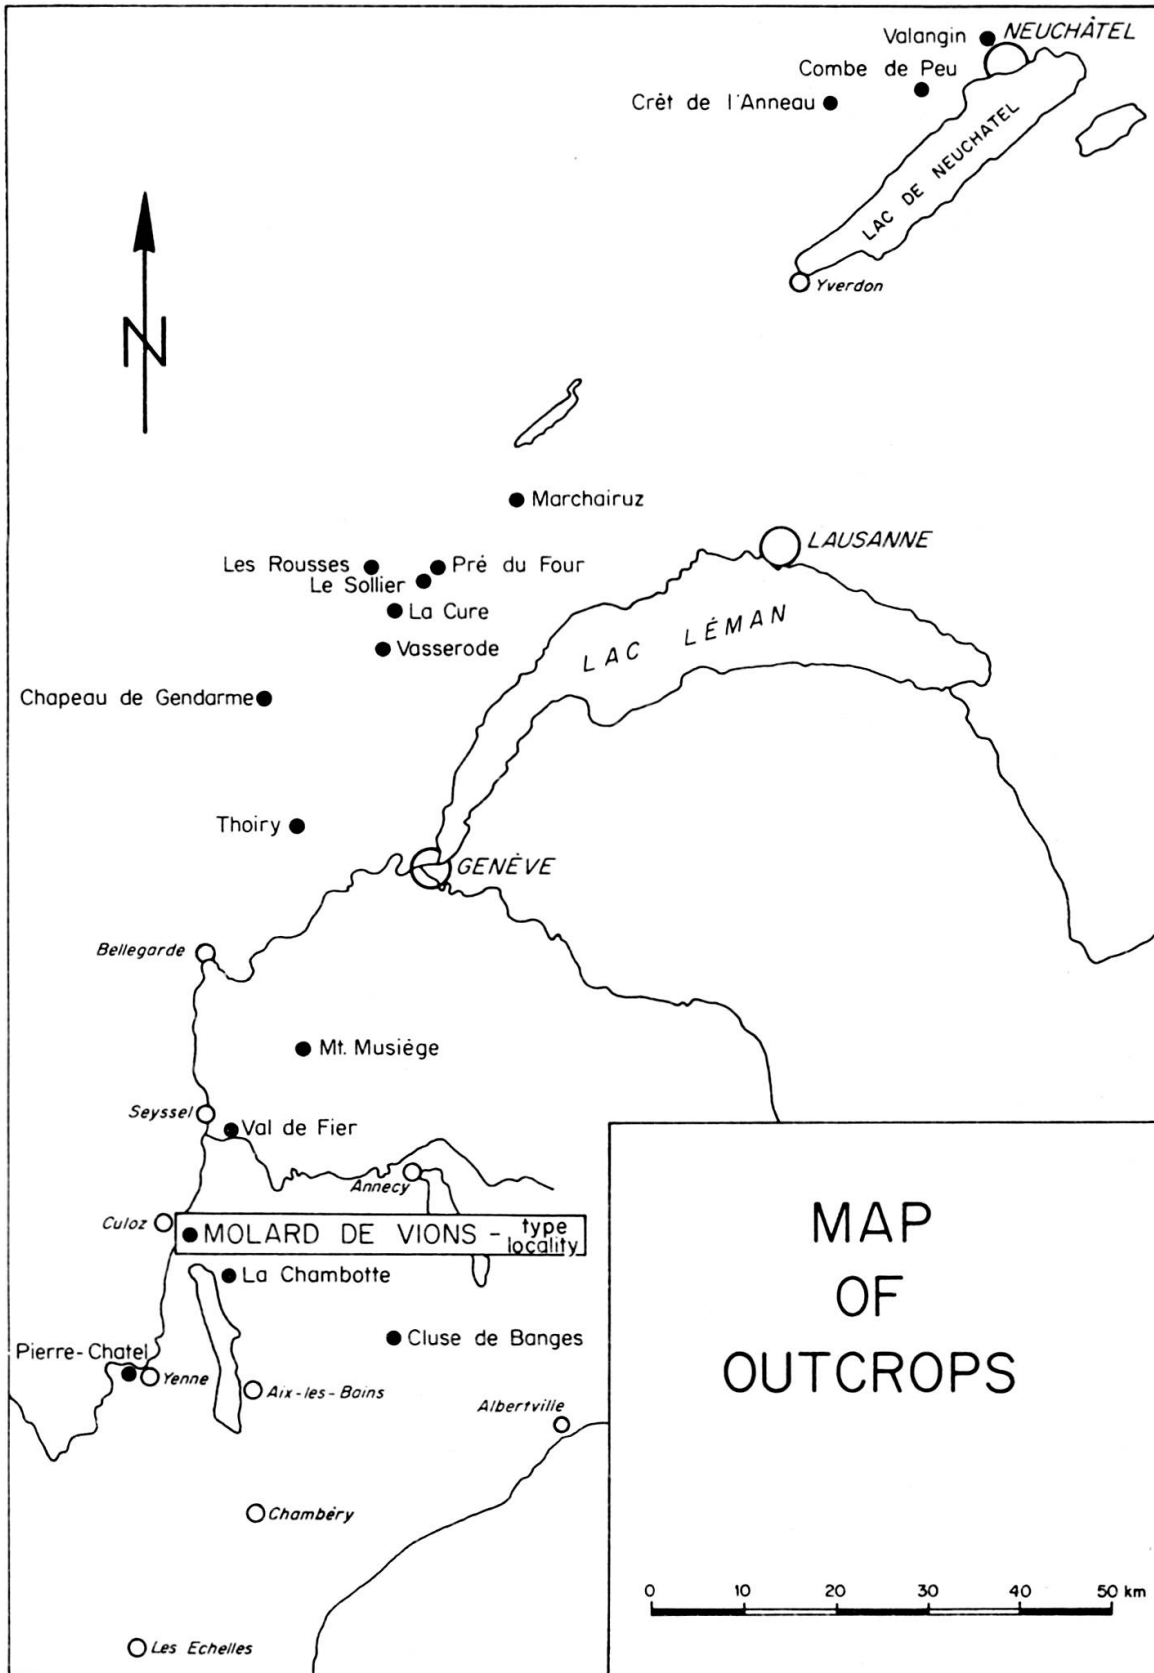 Valangin
NEUCHÂTEL
Combe de Peu
Crêt de l'Anneau
LAC DE NEUCHATEL
Yverdon
N
Marchairuz
LAUSANNE
Les Rousses
Pré du Four
Le Sollier
La Cure
LAC LÉMAN
Vasserode
Chapeau de Gendarme
Thoiry
GENÈVE
Bellegarde
Mt. Musiége
Seyssel
Val de Fier
Annecy
Culoz
MOLARD DE VIONS - type locality
La Chambotte
Cluse de Banges
Pierre-Chatel
Yenne
Aix-les-Bains
Albertville
Chambéry
Les Echelles
MAP
OF
OUTCROPS
0 10 20 30 40 50 km